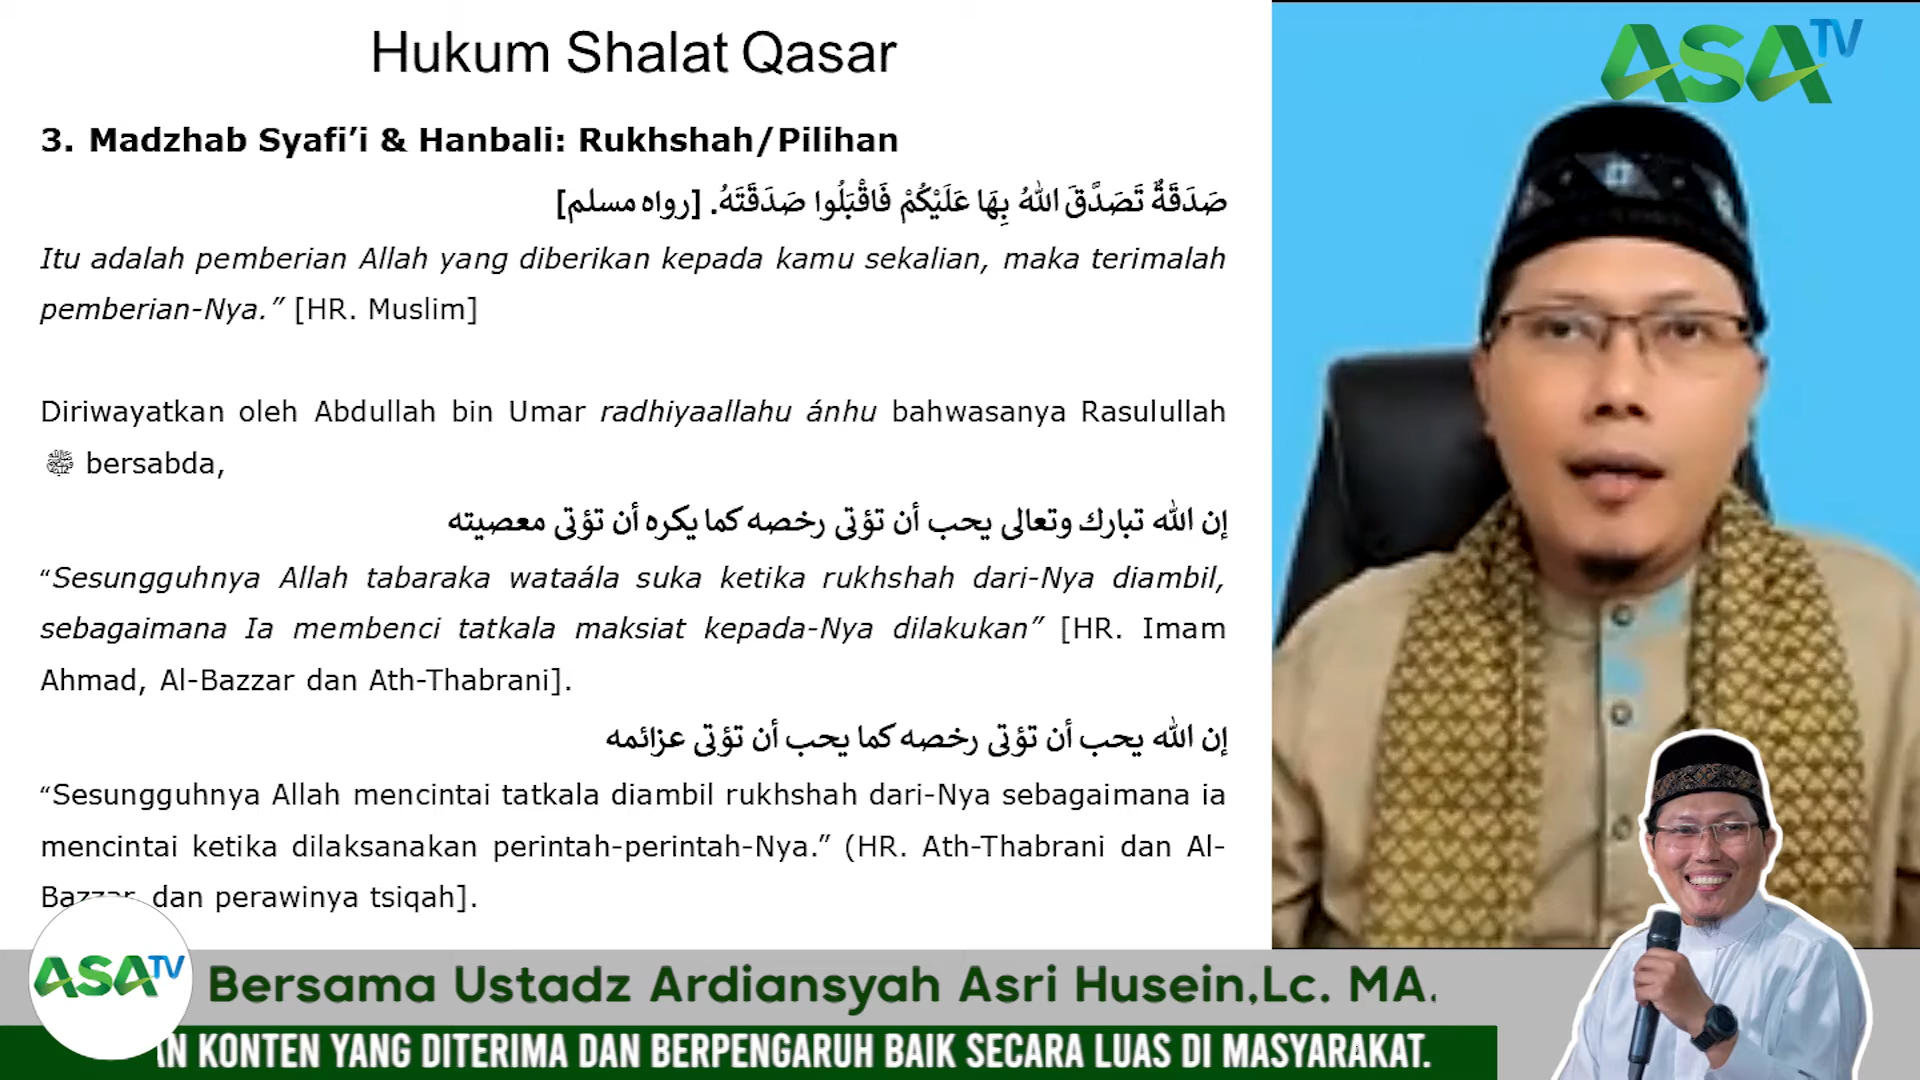 Hukum Shalat Qasar
ASA TV
3. Madzhab Syafi’i & Hanbali: Rukhshah/Pilihan
صَدَقَةٌ تَصَدَّقَ اللهُ بِهَا عَلَيْكُمْ فَاقْبَلُوا صَدَقَتَهُ. [رواه مسلم]
Itu adalah pemberian Allah yang diberikan kepada kamu sekalian, maka terimalah
pemberian-Nya.” [HR. Muslim]
Diriwayatkan oleh Abdullah bin Umar radhiyaallahu ánhu bahwasanya Rasulullah
ﷺ bersabda,
إن الله تبارك وتعالى يحب أن تؤتى رخصه كما يكره أن تؤتى معصيته
“Sesungguhnya Allah tabaraka wataála suka ketika rukhshah dari-Nya diambil,
sebagaimana Ia membenci tatkala maksiat kepada-Nya dilakukan” [HR. Imam
Ahmad, Al-Bazzar dan Ath-Thabrani].
إن الله يحب أن تؤتى رخصه كما يحب أن تؤتى عزائمه
“Sesungguhnya Allah mencintai tatkala diambil rukhshah dari-Nya sebagaimana ia
mencintai ketika dilaksanakan perintah-perintah-Nya.” (HR. Ath-Thabrani dan Al-
dan perawinya tsiqah].
ASA TV
Bersama Ustadz Ardiansyah Asri Husein,Lc. MA.
KONTEN YANG DITERIMA DAN BERPENGARUH BAIK SECARA LUAS DI MASYARAKAT.